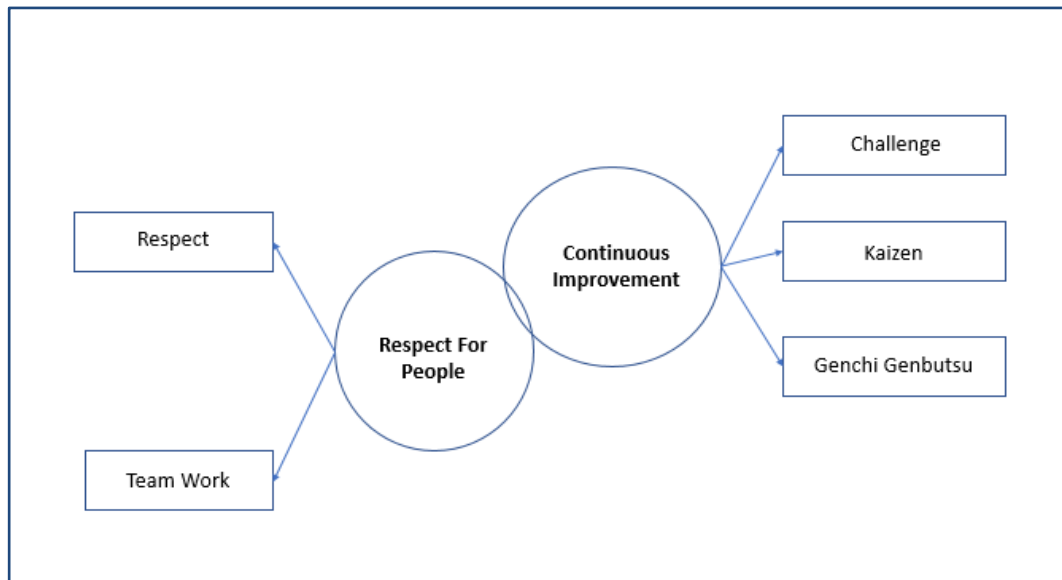 Challenge
Respect
Continuous
Improvement
Kaizen
Respect For
People
Genchi Genbutsu
Team Work